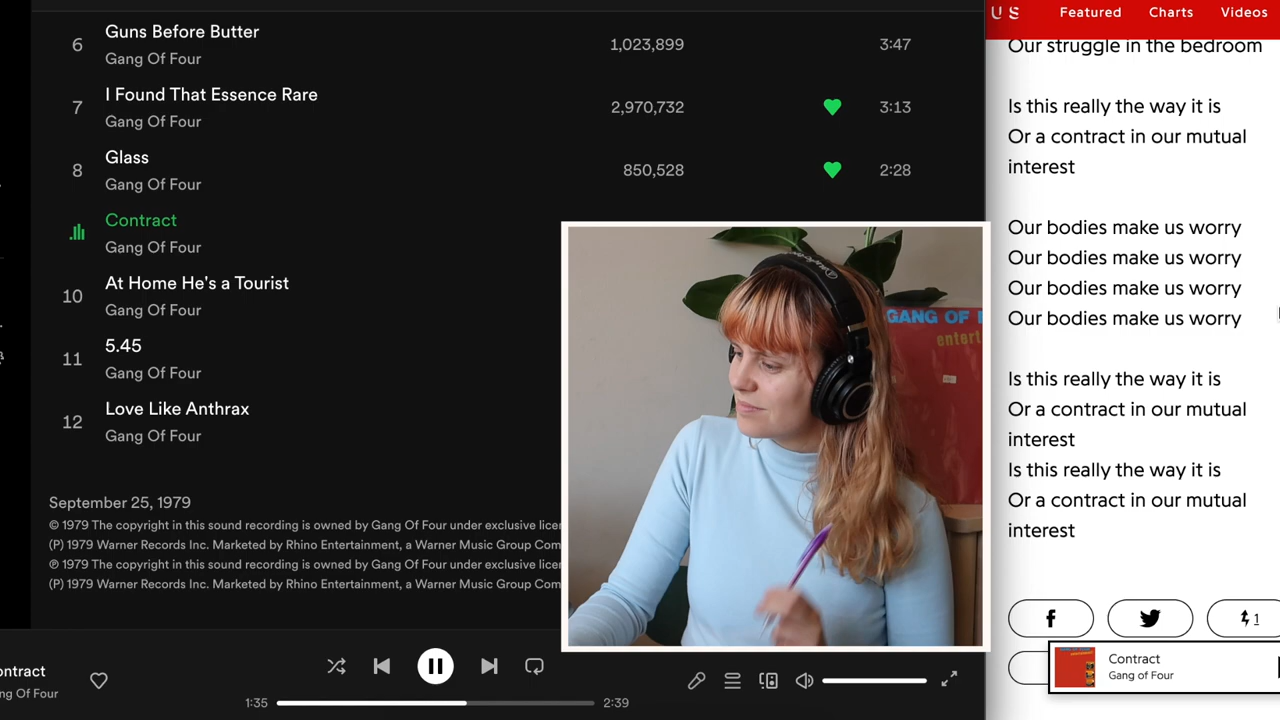 6 Guns Before Butter 1,023,899 3:47
Gang Of Four
7 I Found That Essence Rare 2,970,732 3:13
Gang Of Four
8 Glass 850,528 2:28
Gang Of Four
Contract
Gang Of Four
10 At Home He's a Tourist
Gang Of Four
11 5.45
Gang Of Four
12 Love Like Anthrax
Gang Of Four
September 25, 1979
© 1979 The copyright in this sound recording is owned by Gang Of Four under exclusive licen
(P) 1979 Warner Records Inc. Marketed by Rhino Entertainment, a Warner Music Group Com
℗ 1979 The copyright in this sound recording is owned by Gang Of Four under exclusive licen
(P) 1979 Warner Records Inc. Marketed by Rhino Entertainment, a Warner Music Group Com
ontract
ng Of Four
1:35 2:39
GANG OF
entert
U S Featured Charts Videos
Our struggle in the bedroom
Is this really the way it is
Or a contract in our mutual
interest
Our bodies make us worry
Our bodies make us worry
Our bodies make us worry
Our bodies make us worry
Is this really the way it is
Or a contract in our mutual
interest
Is this really the way it is
Or a contract in our mutual
interest
1
Contract
Gang of Four